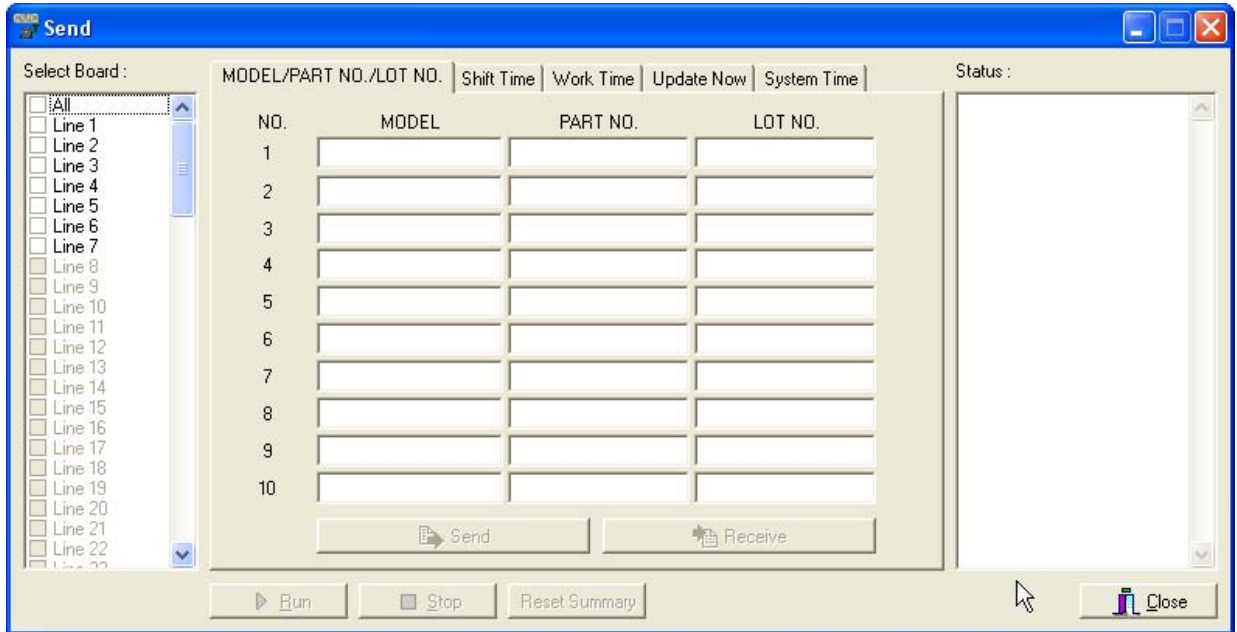 Send
Select Board :
All
Line 1
Line 2
Line 3
Line 4
Line 5
Line 6
Line 7
Line 8
Line 9
Line 10
Line 11
Line 12
Line 13
Line 14
Line 15
Line 16
Line 17
Line 18
Line 19
Line 20
Line 21
Line 22
MODEL/PART NO./LOT NO. Shift Time Work Time Update Now System Time
NO. MODEL PART NO. LOT NO.
1
2
3
4
5
6
7
8
9
10
Send Receive
Run Stop Reset Summary
Status :
Close